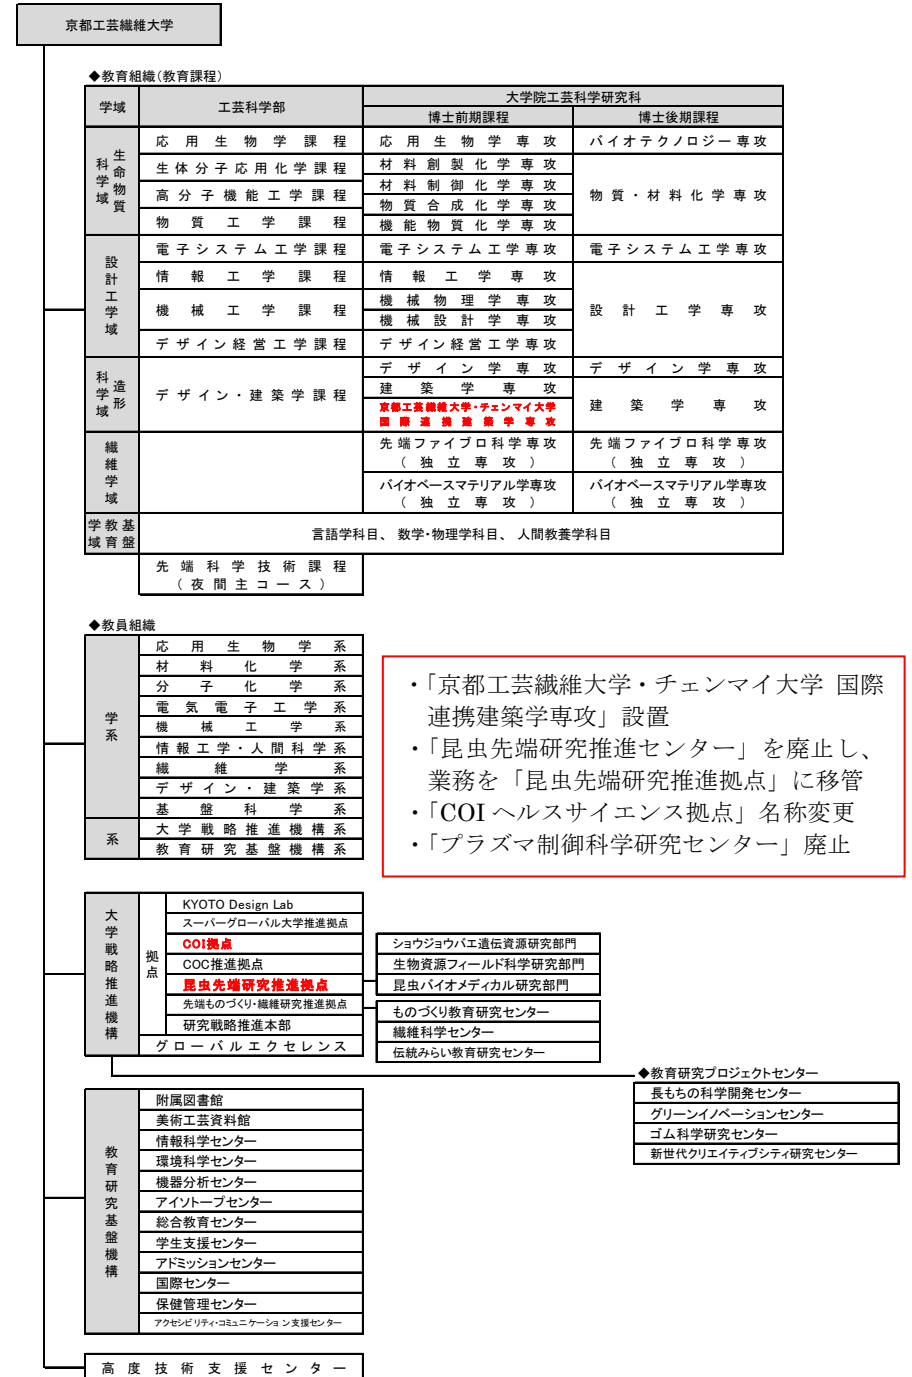 京都工芸繊維大学
◆教育組織(教育課程)
学域
工芸科学部
大学院工芸科学研究科
博士前期課程
博士後期課程
生命物質科学域
応用生物学課程
応用生物学専攻
バイオテクノロジー専攻
生体分子応用化学課程
高分子機能工学課程
物質工学課程
材料創製化学専攻
材料制御化学専攻
物質合成化学専攻
機能物質化学専攻
物質・材料化学専攻
設計工学域
電子システム工学課程
電子システム工学専攻
電子システム工学専攻
情報工学課程
情報工学専攻
機械工学課程
機械物理学専攻
機械設計学専攻
設計工学専攻
デザイン経営工学課程
デザイン経営工学専攻
造形科学域
デザイン・建築学課程
デザイン学専攻
デザイン学専攻
建築学専攻
京都工芸繊維大学・チェンマイ大学
国際連携建築学専攻
建築学専攻
繊維学域
先端ファイブロ科学専攻
(独立専攻)
先端ファイブロ科学専攻
(独立専攻)
バイオベースマテリアル学専攻
(独立専攻)
バイオベースマテリアル学専攻
(独立専攻)
基盤教育学域
言語学科目、数学・物理学科目、人間教養学科目
先端科学技術課程
(夜間主コース)
◆教員組織
学系
応用生物学系
材料化学系
分子化学系
電気電子工学系
機械工学系
情報工学・人間科学系
繊維学系
デザイン・建築学系
基盤科学系
系
大学戦略推進機構系
教育研究基盤機構系
・「京都工芸繊維大学・チェンマイ大学 国際
連携建築学専攻」設置
・「昆虫先端研究推進センター」を廃止し、
業務を「昆虫先端研究推進拠点」に移管
・「COIヘルスサイエンス拠点」名称変更
・「プラズマ制御科学研究センター」廃止
大学戦略推進機構
拠点
KYOTO Design Lab
スーパーグローバル大学推進拠点
COI拠点
COC推進拠点
昆虫先端研究推進拠点
先端ものづくり・繊維研究推進拠点
研究戦略推進本部
グローバルエクセレンス
ショウジョウバエ遺伝資源研究部門
生物資源フィールド科学研究部門
昆虫バイオメディカル研究部門
ものづくり教育研究センター
繊維科学センター
伝統みらい教育研究センター
◆教育研究プロジェクトセンター
長もちの科学開発センター
グリーンイノベーションセンター
ゴム科学研究センター
新世代クリエイティブシティ研究センター
教育研究基盤機構
附属図書館
美術工芸資料館
情報科学センター
環境科学センター
機器分析センター
アイソトープセンター
総合教育センター
学生支援センター
アドミッションセンター
国際センター
保健管理センター
アクセシビリティ・コミュニケーション支援センター
高度技術支援センター